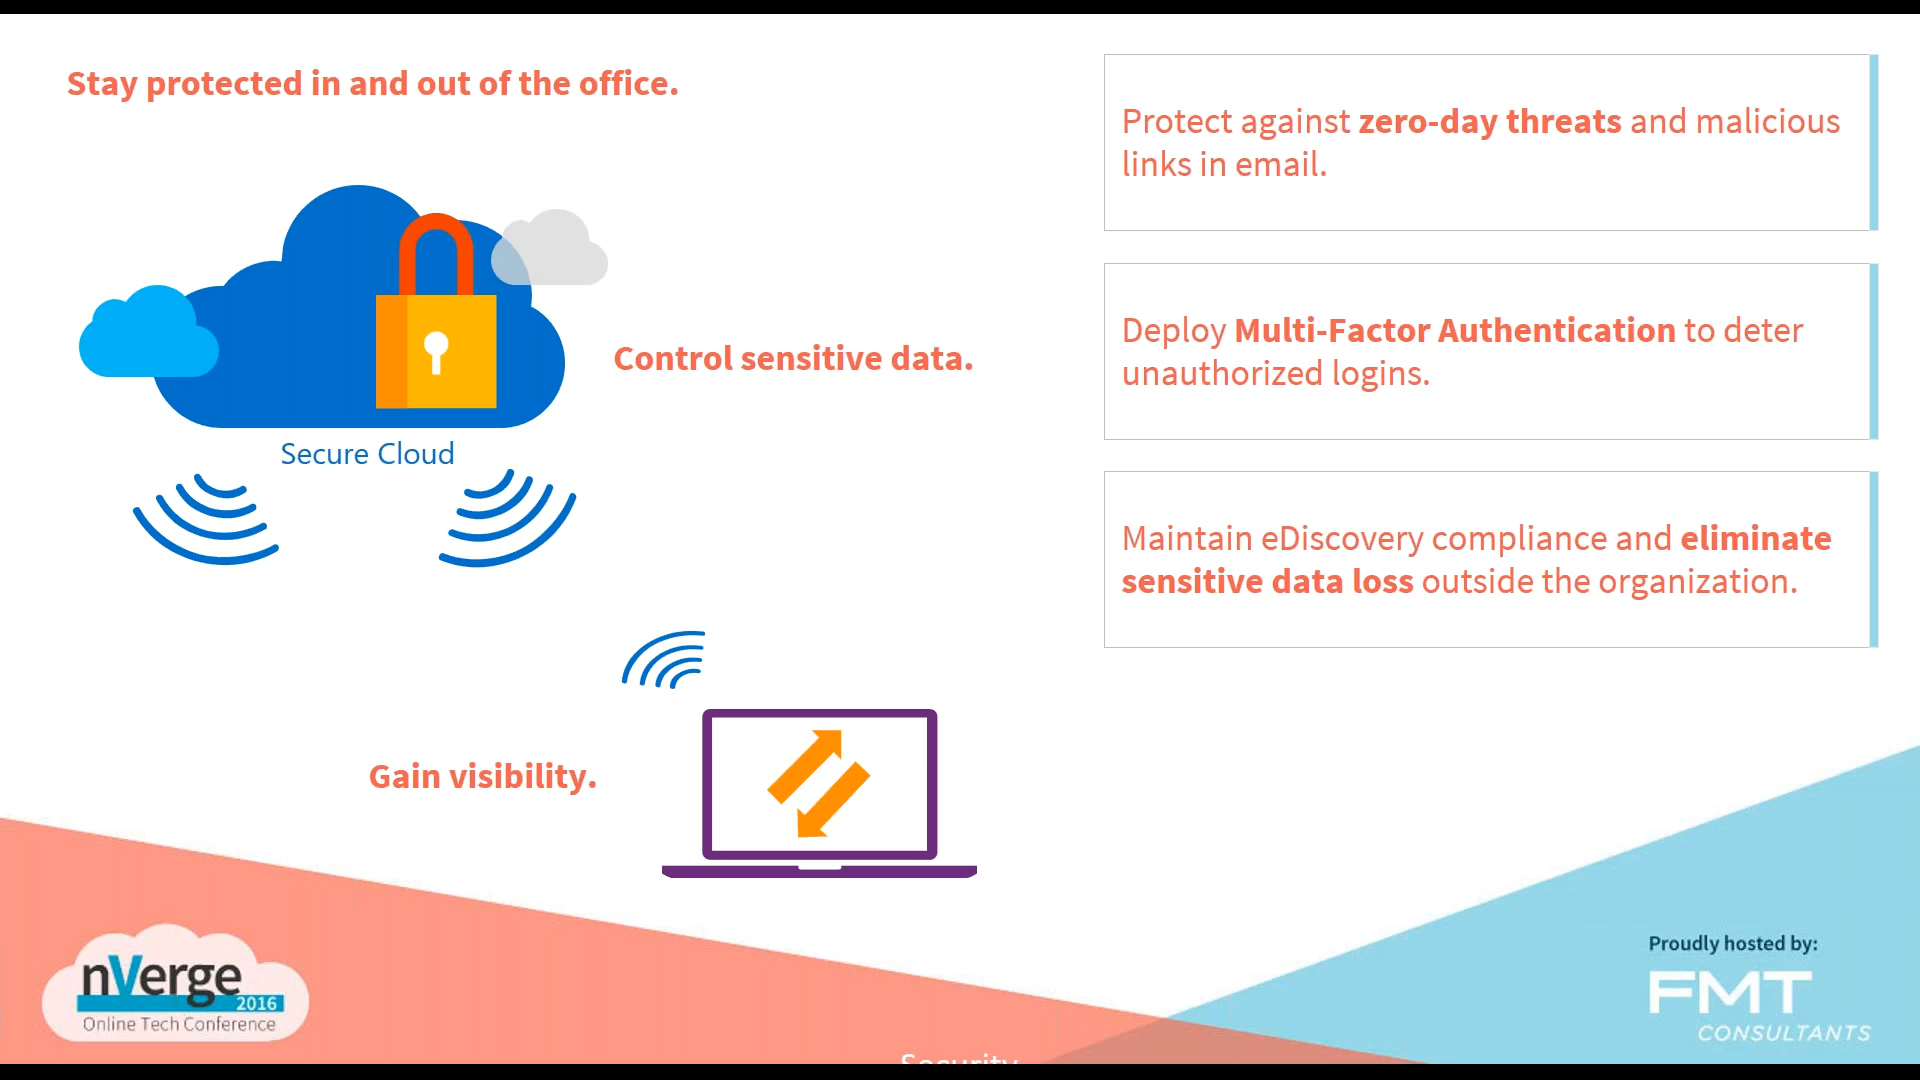 Stay protected in and out of the office.
Protect against zero-day threats and malicious
links in email.
Deploy Multi-Factor Authentication to deter
unauthorized logins.
Control sensitive data.
Secure Cloud
Maintain eDiscovery compliance and eliminate
sensitive data loss outside the organization.
Gain visibility.
nVerge
2016
Online Tech Conference
Proudly hosted by:
FMT
CONSULTANTS
Security